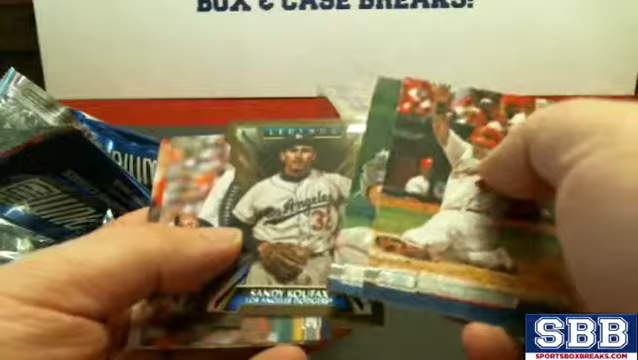 BOX & CASE BREAKS!
LEGENDS
Los Angeles
32
SANDY KOUFAX
LOS ANGELES DODGERS
SBB
SPORTSBOXBREAKS.COM